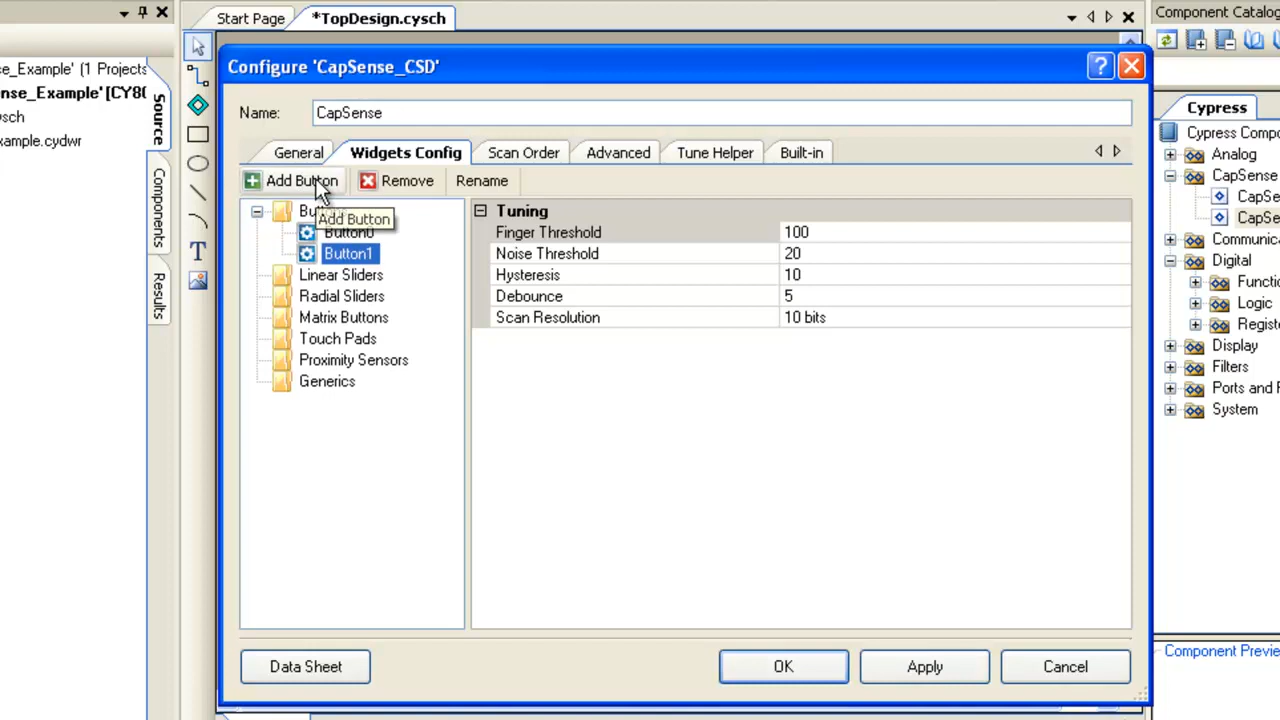 Start Page
*TopDesign.cysch
Component Catalog
Configure 'CapSense_CSD'
ce_Example' (1 Projects
ense_Example' [CY8C
sch
xample.cydwr
Source
Components
Results
Name:
CapSense
General
Widgets Config
Scan Order
Advanced
Tune Helper
Built-in
Add Button
Remove
Rename
Add Button
Button0
Button1
Linear Sliders
Radial Sliders
Matrix Buttons
Touch Pads
Proximity Sensors
Generics
Tuning
Finger Threshold 100
Noise Threshold 20
Hysteresis 10
Debounce 5
Scan Resolution 10 bits
Data Sheet
OK
Apply
Cancel
Cypress
Cypress Compo
Analog
CapSense
CapSe
CapSe
Communica
Digital
Functio
Logic
Registe
Display
Filters
Ports and F
System
Component Previe